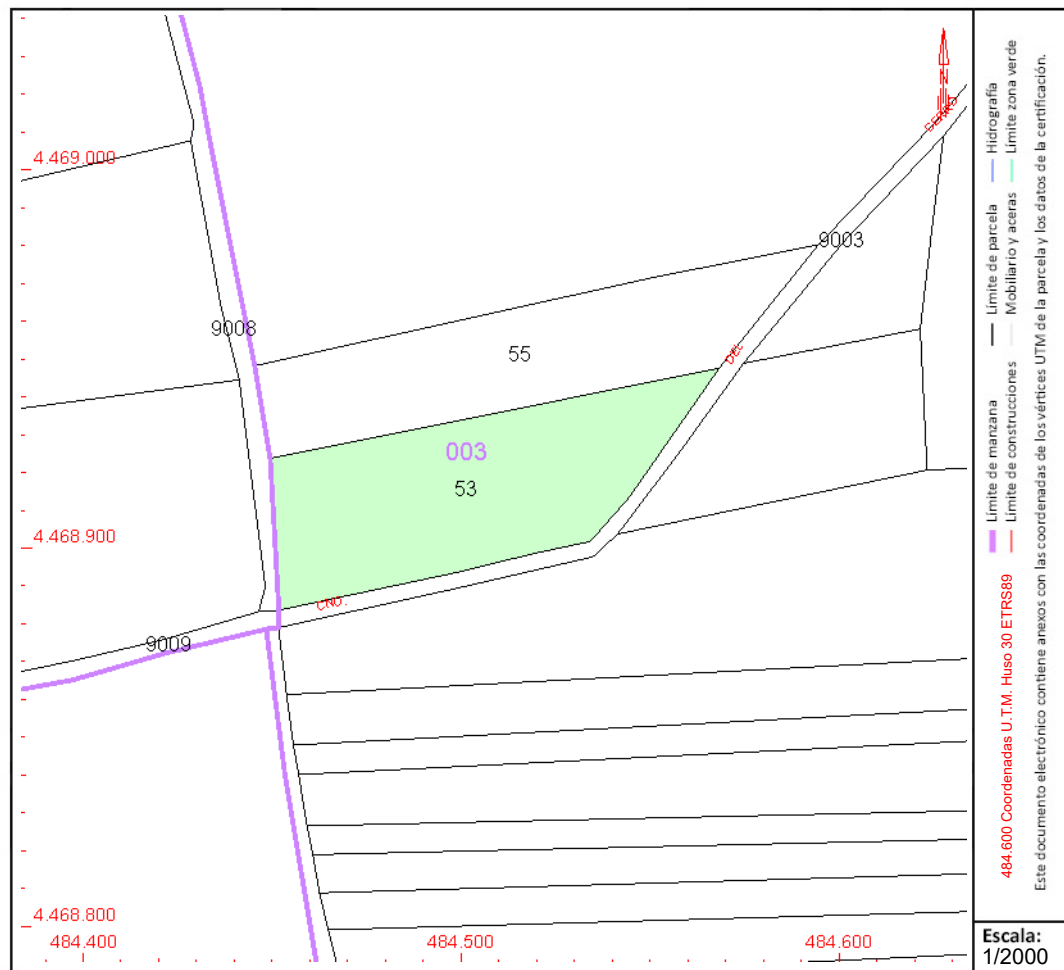 4.469.000
SERNO
9003
9008
55
DEL
003
53
4.468.900
CNO.
9009
4.468.800
484.400
484.500
484.600
Límite de manzana
Límite de parcela
Hidrografía
Límite de construcciones
Mobiliario y aceras
Límite zona verde
484.600 Coordenadas U.T.M. Huso 30 ETRS89
Este documento electrónico contiene anexos con las coordenadas de los vértices UTM de la parcela y los datos de la certificación.
Escala:
1/2000